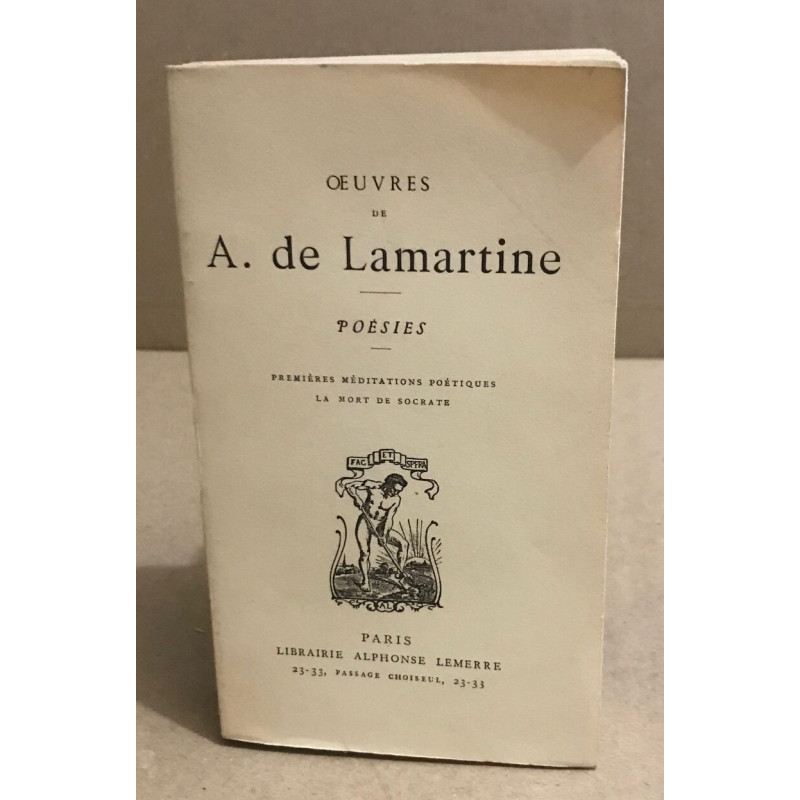 ŒUVRES
DE
A. de Lamartine
POÉSIES
PREMIÈRES MÉDITATIONS POÉTIQUES
LA MORT DE SOCRATE
FAC ET SPERA
AL
PARIS
LIBRAIRIE ALPHONSE LEMERRE
23-33, PASSAGE CHOISEUL, 23-33